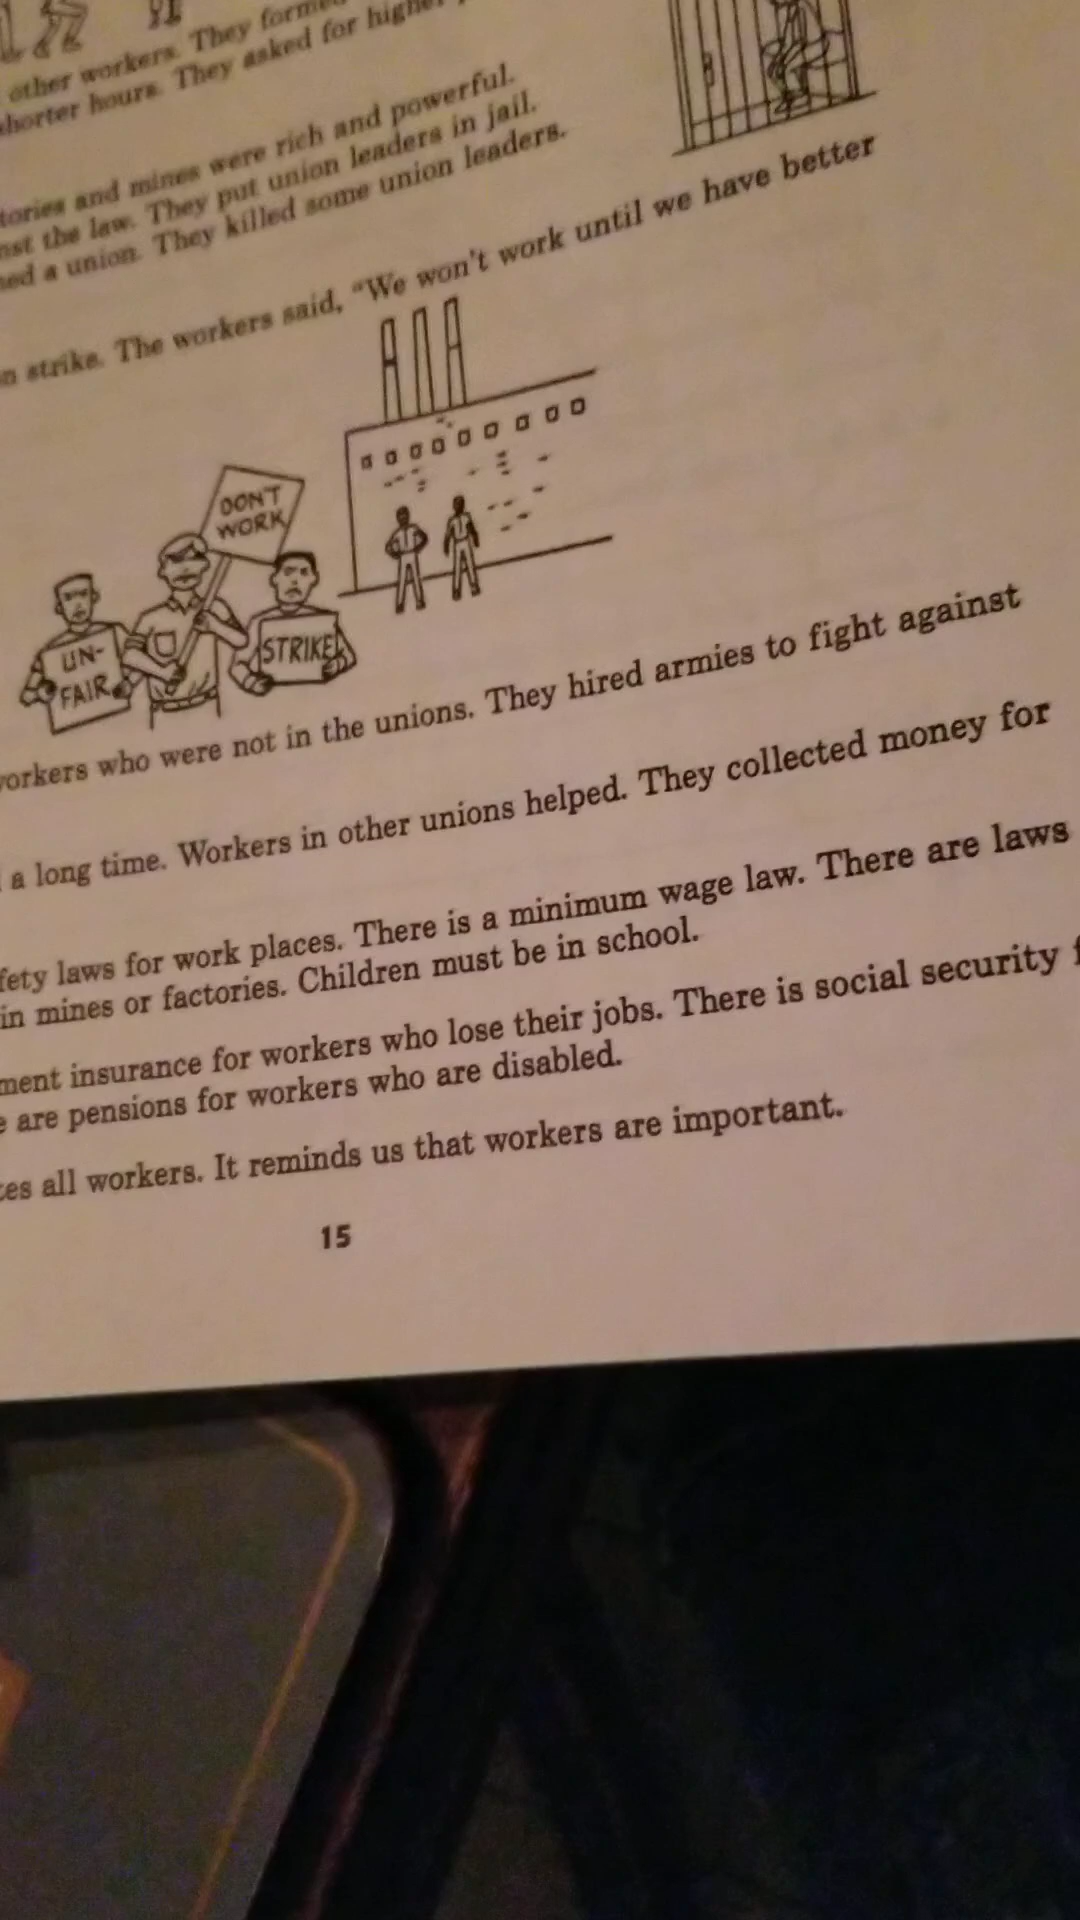 other workers. They formed
shorter hours. They asked for higher
tories and mines were rich and powerful.
nst the law. They put union leaders in jail.
ned a union. They killed some union leaders.
n strike. The workers said, "We won't work until we have better
DON'T
WORK
UN-
FAIR
STRIKE
workers who were not in the unions. They hired armies to fight against
a long time. Workers in other unions helped. They collected money for
fety laws for work places. There is a minimum wage law. There are laws
in mines or factories. Children must be in school.
ment insurance for workers who lose their jobs. There is social security f
e are pensions for workers who are disabled.
tes all workers. It reminds us that workers are important.
15